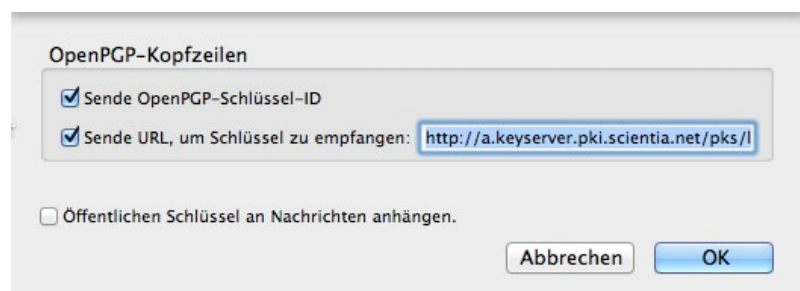 OpenPGP-Kopfzeilen
Sende OpenPGP-Schlüssel-ID
Sende URL, um Schlüssel zu empfangen: http://a.keyserver.pki.scientia.net/pks/l
Öffentlichen Schlüssel an Nachrichten anhängen.
Abbrechen OK